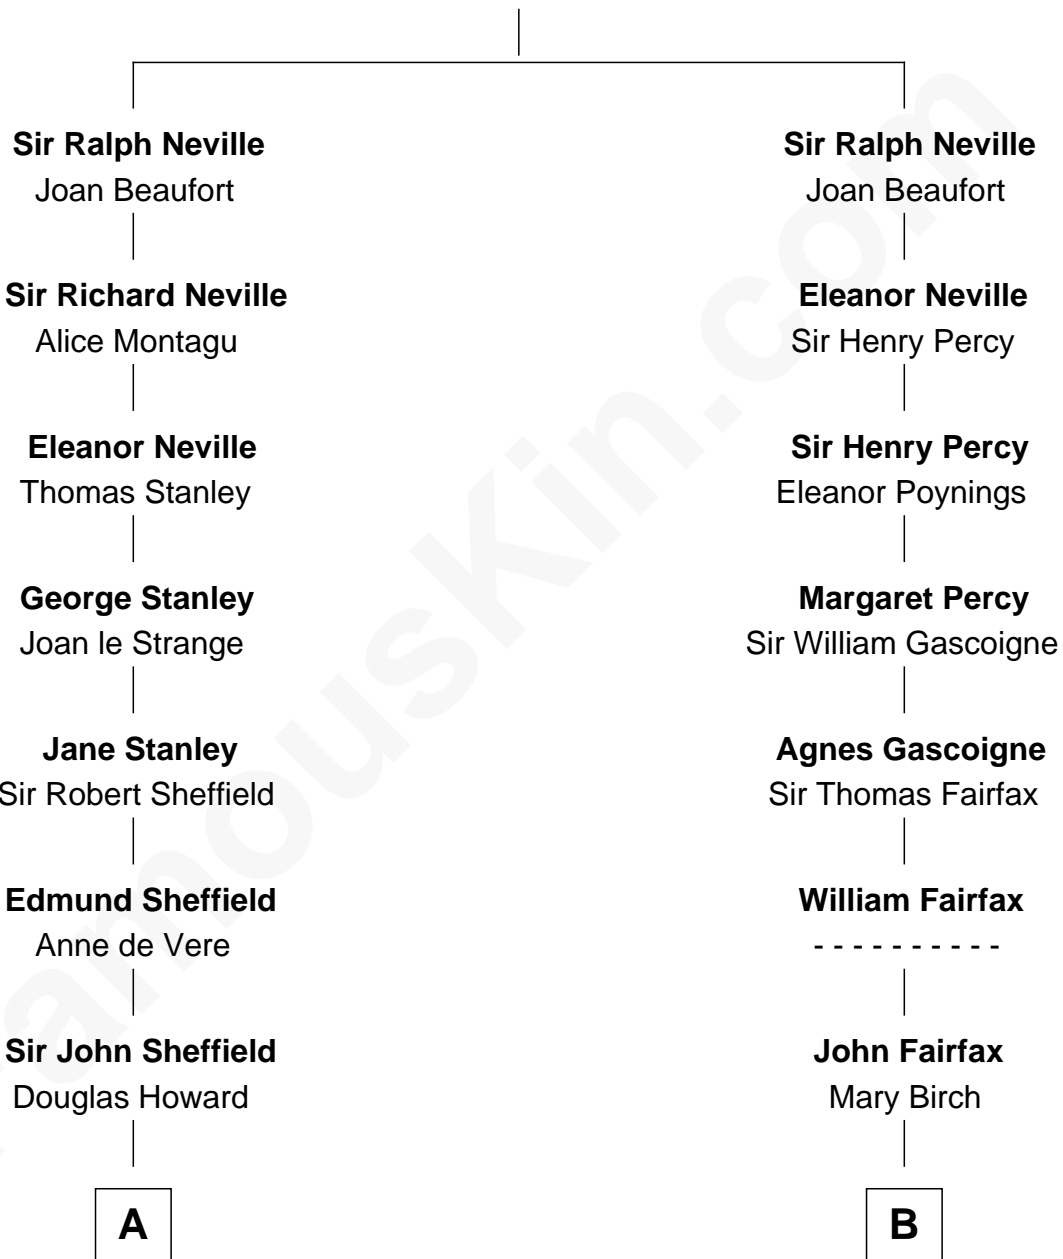 Sir Ralph Neville
Joan Beaufort
Sir Richard Neville
Alice Montagu
Eleanor Neville
Thomas Stanley
George Stanley
Joan le Strange
Jane Stanley
Sir Robert Sheffield
Edmund Sheffield
Anne de Vere
Sir John Sheffield
Douglas Howard
A
Sir Ralph Neville
Joan Beaufort
Eleanor Neville
Sir Henry Percy
Sir Henry Percy
Eleanor Poynings
Margaret Percy
Sir William Gascoigne
Agnes Gascoigne
Sir Thomas Fairfax
William Fairfax
- - - - - - - - - -
John Fairfax
Mary Birch
B
FamousKin.com